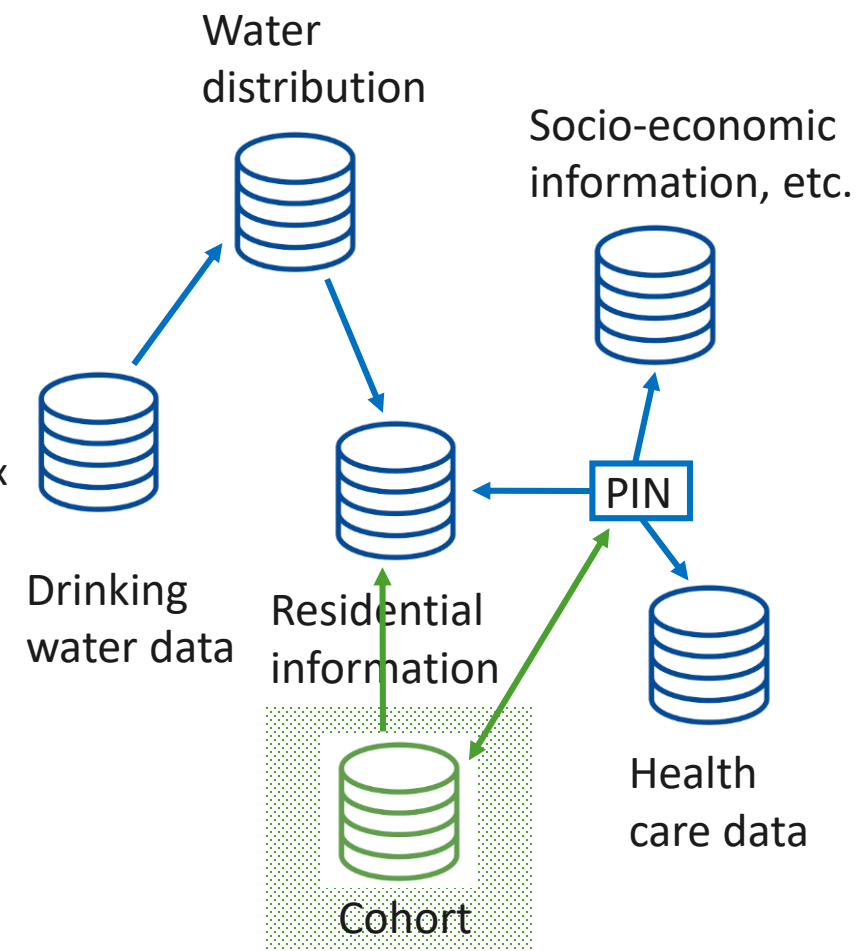 Water
distribution
Socio-economic
information, etc.
x
PIN
Drinking
water data
Residential
information
Health
care data
Cohort